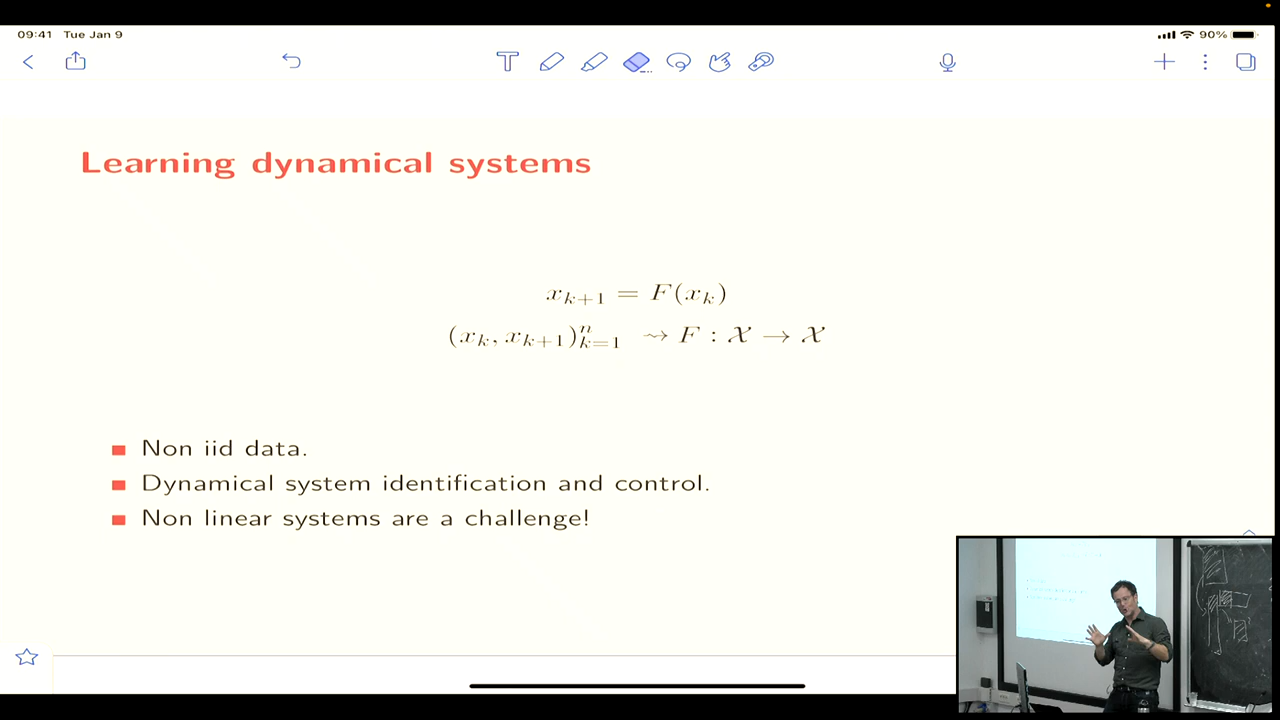 09:41 Tue Jan 9
90%
Learning dynamical systems
x_{k+1} = F(x_k)
(x_k, x_{k+1})_{k=1}^n ⇝ F : 𝒳 → 𝒳
Non iid data.
Dynamical system identification and control.
Non linear systems are a challenge!